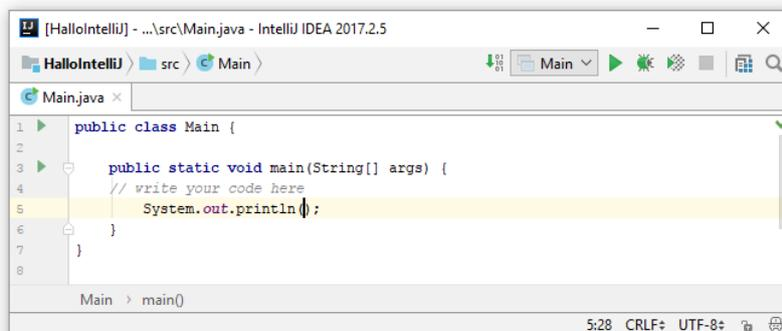 IJ [HalloIntelliJ] - ...\src\Main.java - IntelliJ IDEA 2017.2.5
HalloIntelliJ src C Main Main
C Main.java
1 public class Main {
2
3 public static void main(String[] args) {
4 // write your code here
5 System.out.println();
6 }
7 }
8
Main › main()
5:28 CRLF UTF-8